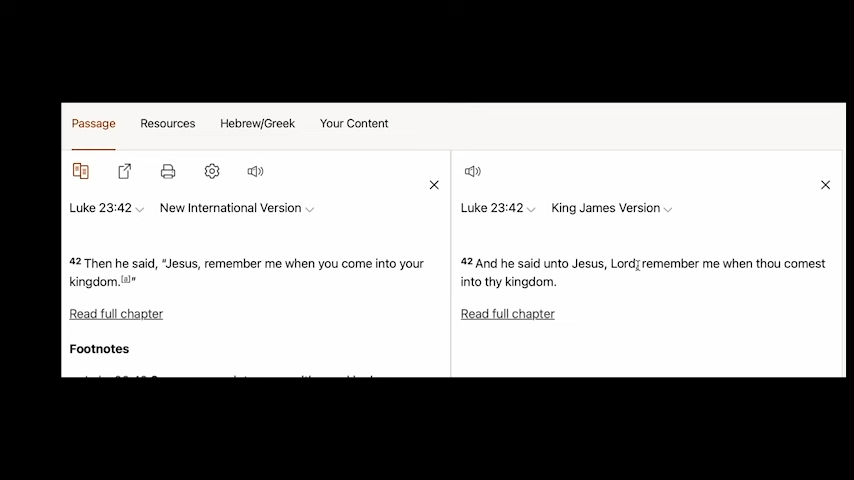 Passage Resources Hebrew/Greek Your Content
Luke 23:42 New International Version
42 Then he said, “Jesus, remember me when you come into your
kingdom.[a]”
Read full chapter
Footnotes
Luke 23:42 King James Version
42 And he said unto Jesus, Lord, remember me when thou comest
into thy kingdom.
Read full chapter